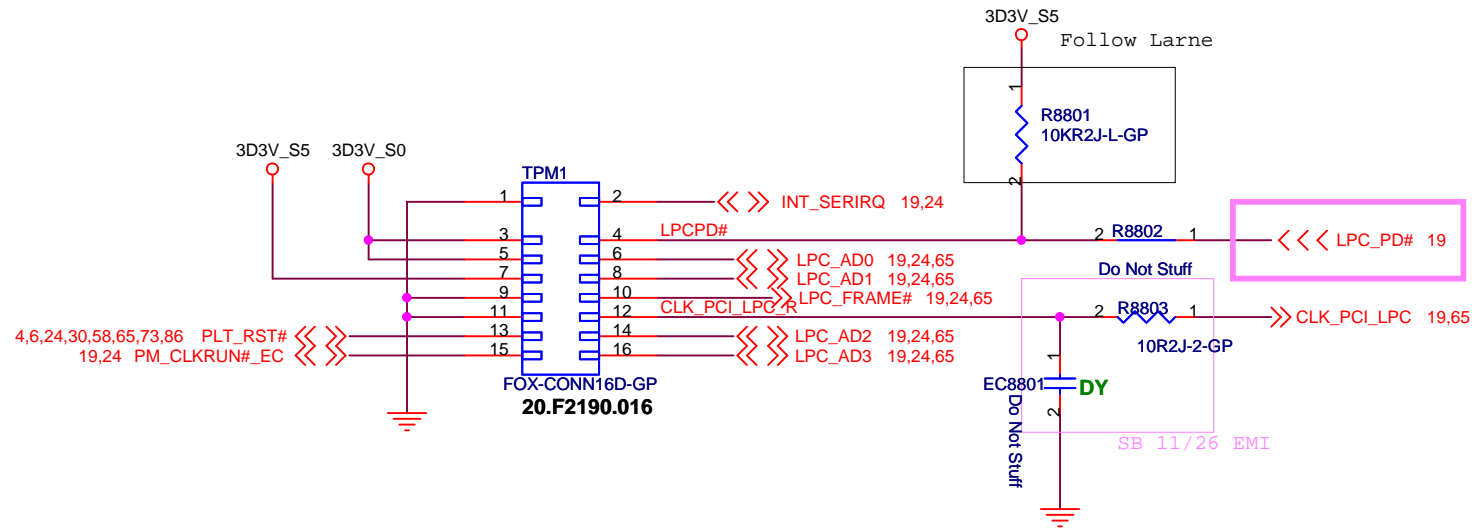 3D3V_S5
Follow Larne
1
R8801
10KR2J-L-GP
2
3D3V_S5 3D3V_S0
TPM1
1 2 INT_SERIRQ 19,24
3 4 LPCPD# 2 R8802 1 LPC_PD# 19
5 6 LPC_AD0 19,24,65
Do Not Stuff
7 8 LPC_AD1 19,24,65
9 10 LPC_FRAME# 19,24,65
11 12 CLK_PCI_LPC_R 2 R8803 1 CLK_PCI_LPC 19,65
10R2J-2-GP
4,6,24,30,58,65,73,86 PLT_RST# 13 14 LPC_AD2 19,24,65
19,24 PM_CLKRUN#_EC 15 16 LPC_AD3 19,24,65
1
EC8801 DY
2
Do Not Stuff
FOX-CONN16D-GP
20.F2190.016
SB 11/26 EMI